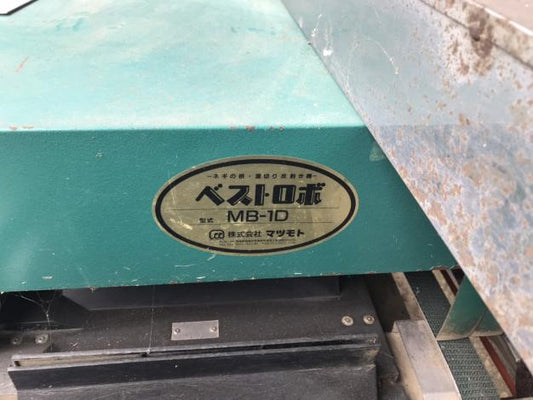 ーネギの根・葉切り皮剥き機ー
ベストロボ
型式 MB-1D
株式会社 マツモト